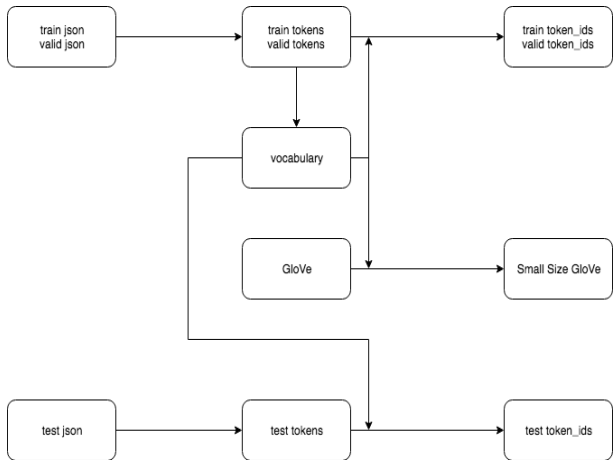 train json
valid json
train tokens
valid tokens
train token_ids
valid token_ids
vocabulary
GloVe
Small Size GloVe
test json
test tokens
test token_ids